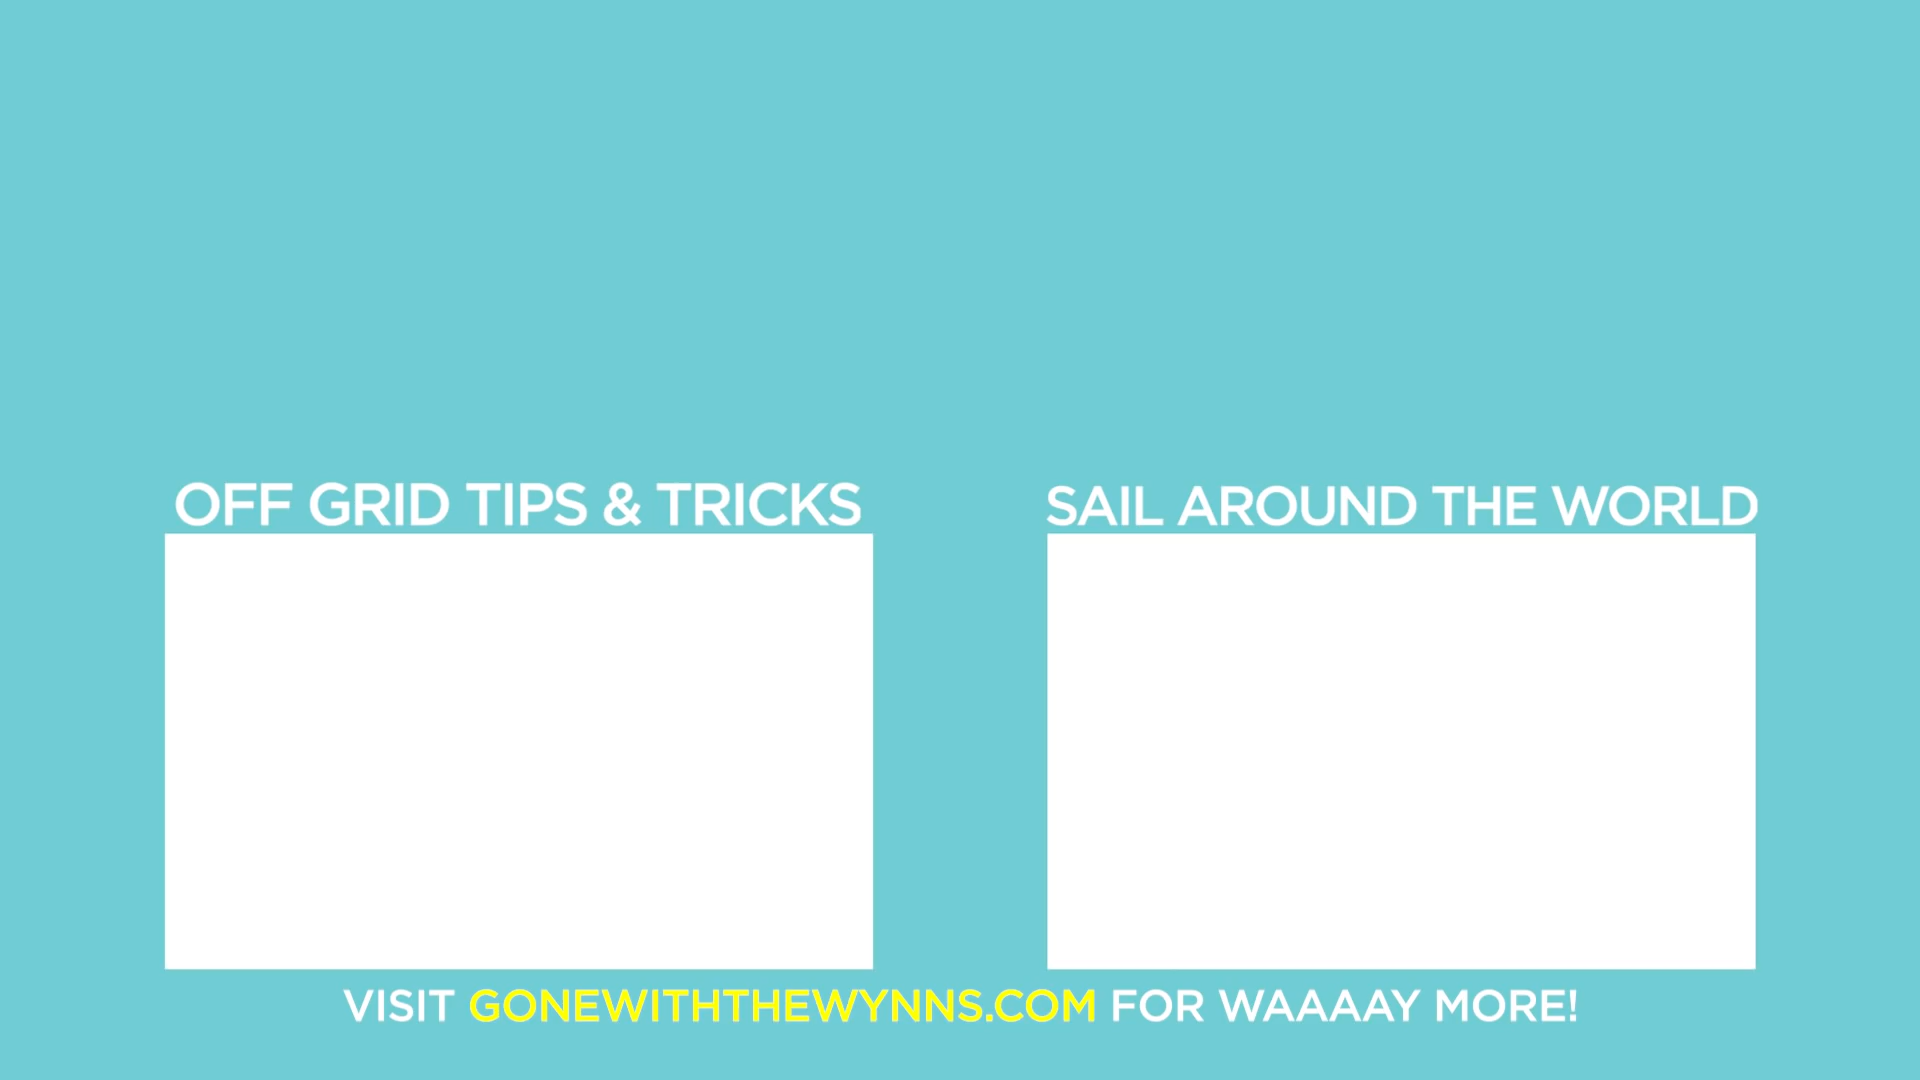 OFF GRID TIPS & TRICKS
SAIL AROUND THE WORLD
VISIT GONEWITHTHEWYNNS.COM FOR WAAAAY MORE!